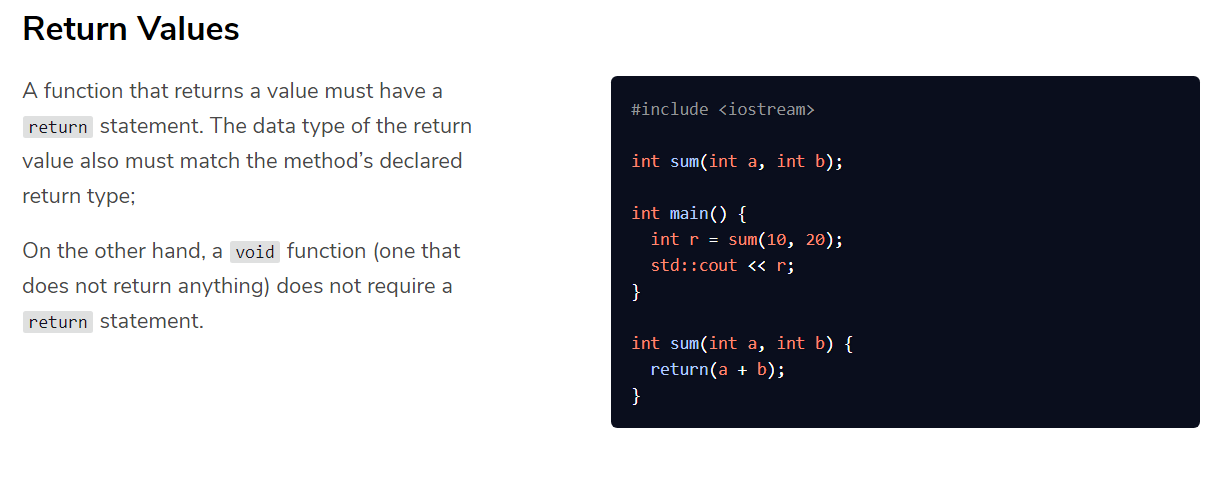 Return Values
A function that returns a value must have a
return statement. The data type of the return
value also must match the method’s declared
return type;
On the other hand, a void function (one that
does not return anything) does not require a
return statement.
#include <iostream>
int sum(int a, int b);
int main() {
  int r = sum(10, 20);
  std::cout << r;
}
int sum(int a, int b) {
  return(a + b);
}